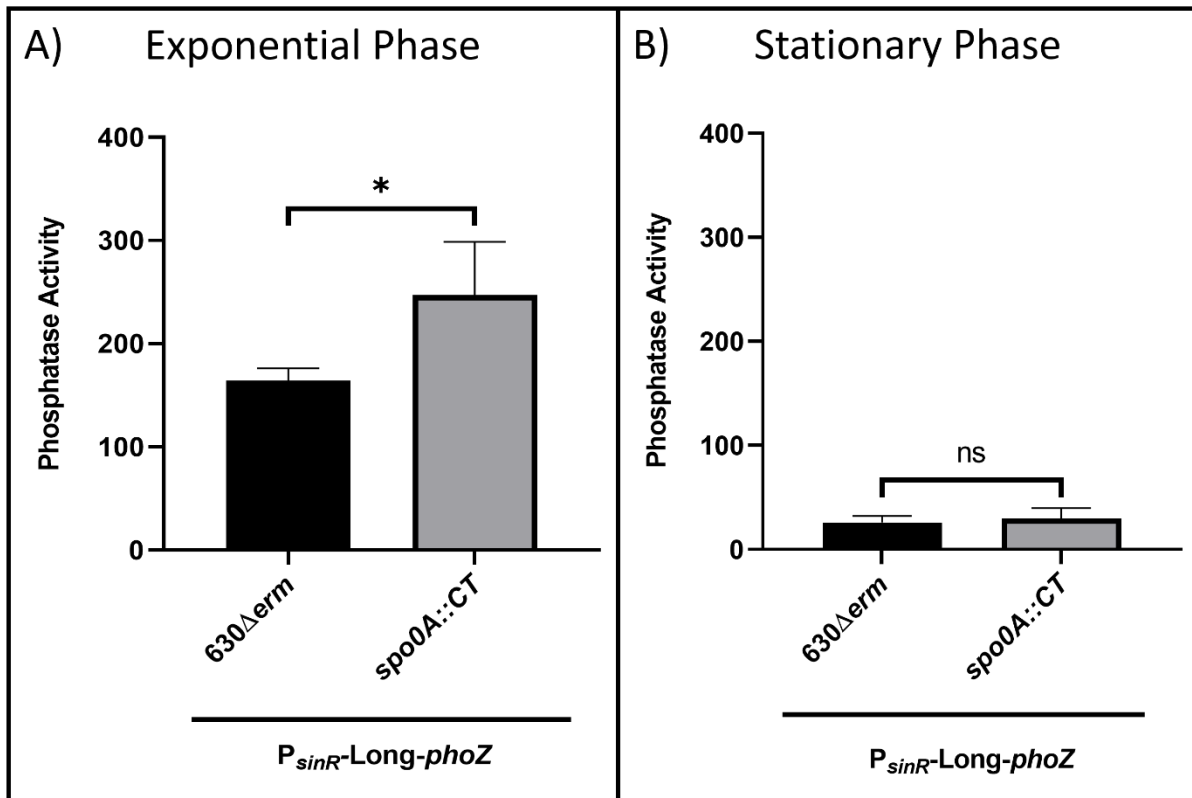 A) Exponential Phase
400
300
200
100
0
Phosphatase Activity
*
630Δerm
spo0A::CT
PsinR-Long-phoZ
B) Stationary Phase
400
300
200
100
0
Phosphatase Activity
ns
630Δerm
spo0A::CT
PsinR-Long-phoZ